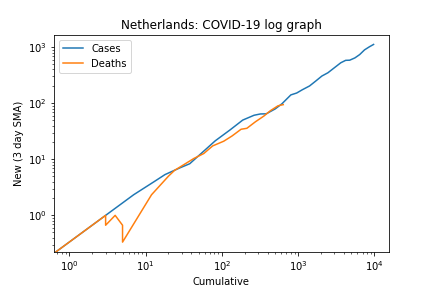 Netherlands: COVID-19 log graph
Cases
Deaths
New (3 day SMA)
10³
10²
10¹
10⁰
10⁰ 10¹ 10² 10³ 10⁴
Cumulative